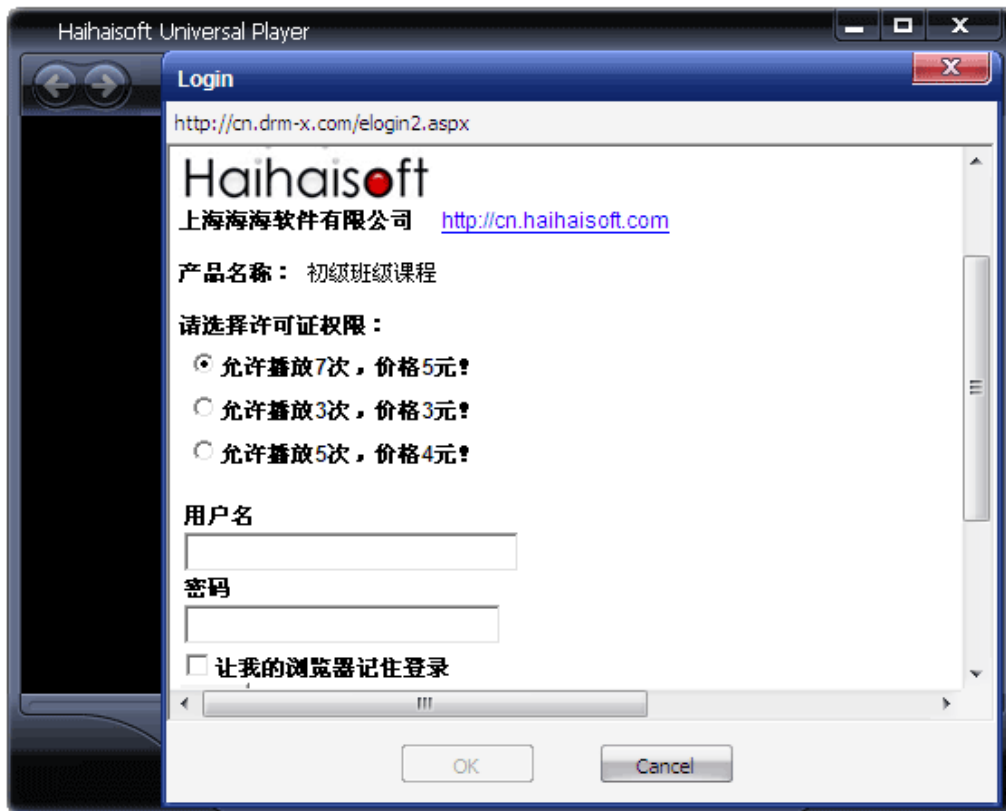 Haihaisoft Universal Player
Login
http://cn.drm-x.com/elogin2.aspx
Haihaisoft
上海海海软件有限公司 http://cn.haihaisoft.com
产品名称： 初级班级课程
请选择许可证权限：
允许播放7次，价格5元！
允许播放3次，价格3元！
允许播放5次，价格4元！
用户名
密码
让我的浏览器记住登录
OK Cancel